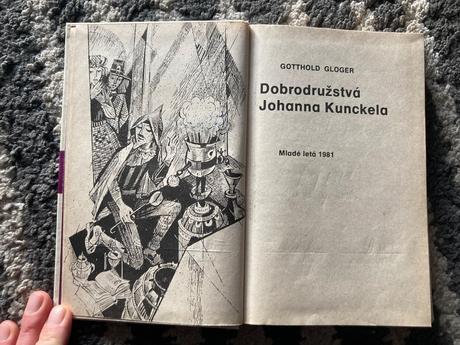 GOTTHOLD GLOGER
Dobrodružstvá
Johanna Kunckela
Mladé letá 1981